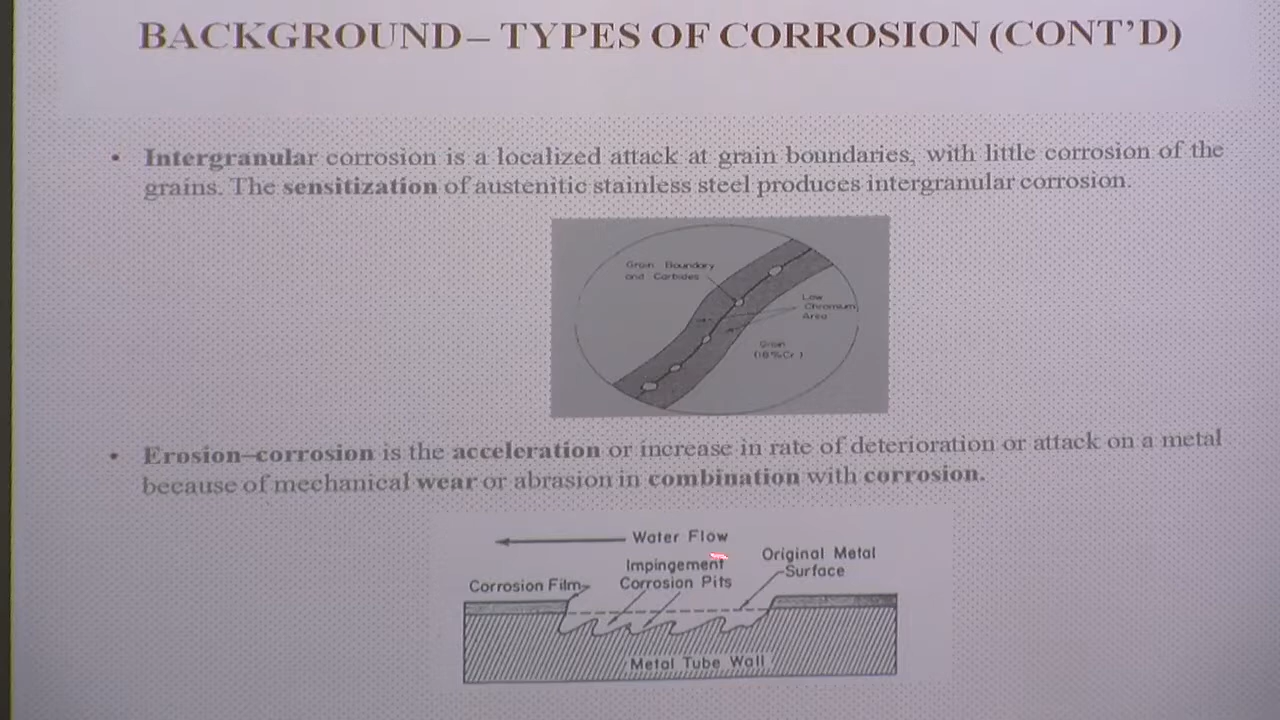 BACKGROUND– TYPES OF CORROSION (CONT’D)
• Intergranular corrosion is a localized attack at grain boundaries, with little corrosion of the
grains. The sensitization of austenitic stainless steel produces intergranular corrosion.
Grain Boundary
and Carbides
Low
Chromium
Area
Grain
(18%Cr)
• Erosion–corrosion is the acceleration or increase in rate of deterioration or attack on a metal
because of mechanical wear or abrasion in combination with corrosion.
Water Flow
Impingement
Corrosion Pits
Original Metal
Surface
Corrosion Film
Metal Tube Wall